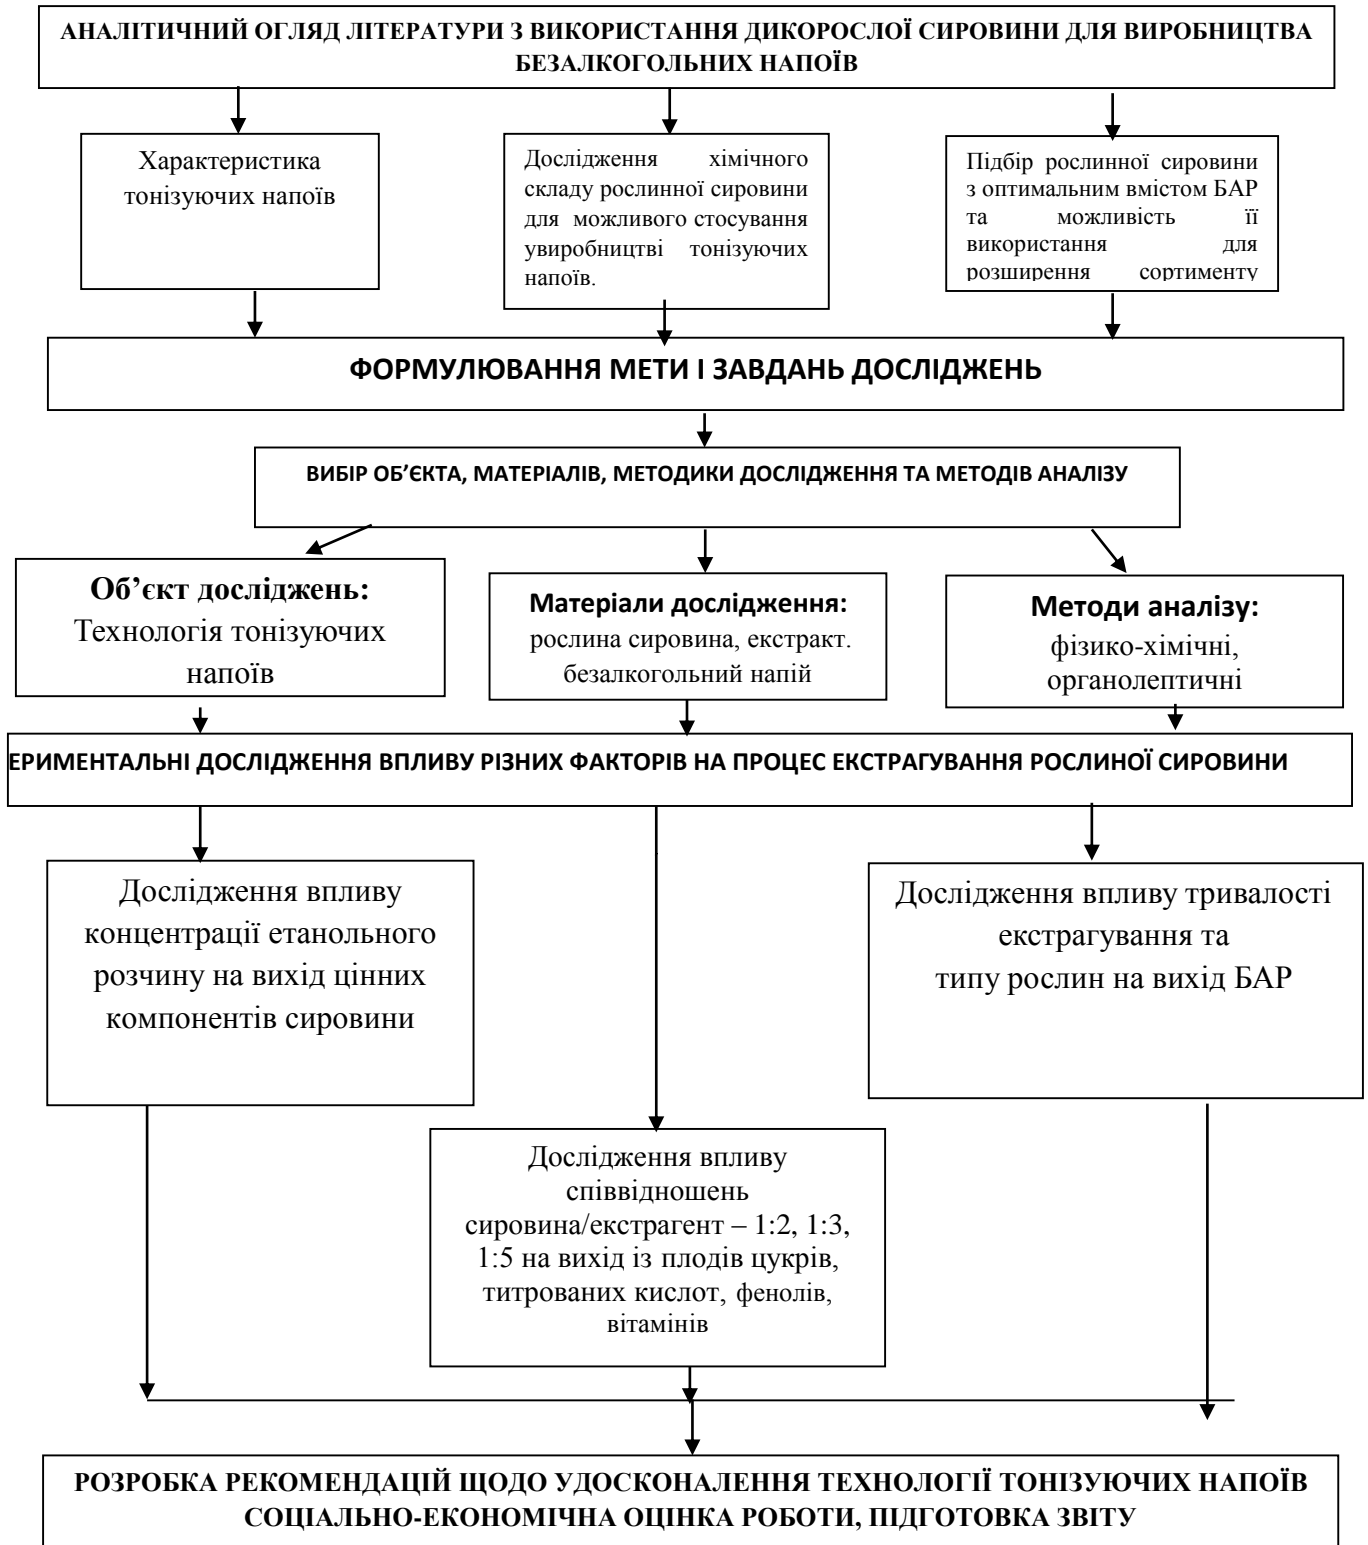 АНАЛІТИЧНИЙ ОГЛЯД ЛІТЕРАТУРИ З ВИКОРИСТАННЯ ДИКОРОСЛОЇ СИРОВИНИ ДЛЯ ВИРОБНИЦТВА
БЕЗАЛКОГОЛЬНИХ НАПОЇВ
Характеристика
тонізуючих напоїв
Дослідження хімічного
складу рослинної сировини
для можливого стосування
увиробництві тонізуючих
напоїв.
Підбір рослинної сировини
з оптимальним вмістом БАР
та можливість її
використання для
розширення сортименту
ФОРМУЛЮВАННЯ МЕТИ І ЗАВДАНЬ ДОСЛІДЖЕНЬ
ВИБІР ОБ’ЄКТА, МАТЕРІАЛІВ, МЕТОДИКИ ДОСЛІДЖЕННЯ ТА МЕТОДІВ АНАЛІЗУ
Об’єкт досліджень:
Технологія тонізуючих
напоїв
Матеріали дослідження:
рослина сировина, екстракт.
безалкогольний напій
Методи аналізу:
фізико-хімічні,
органолептичні
ЕРИМЕНТАЛЬНІ ДОСЛІДЖЕННЯ ВПЛИВУ РІЗНИХ ФАКТОРІВ НА ПРОЦЕС ЕКСТРАГУВАННЯ РОСЛИНОЇ СИРОВИНИ
Дослідження впливу
концентрації етанольного
розчину на вихід цінних
компонентів сировини
Дослідження впливу тривалості
екстрагування та
типу рослин на вихід БАР
Дослідження впливу
співвідношень
сировина/екстрагент – 1:2, 1:3,
1:5 на вихід із плодів цукрів,
титрованих кислот, фенолів,
вітамінів
РОЗРОБКА РЕКОМЕНДАЦІЙ ЩОДО УДОСКОНАЛЕННЯ ТЕХНОЛОГІЇ ТОНІЗУЮЧИХ НАПОЇВ
СОЦІАЛЬНО-ЕКОНОМІЧНА ОЦІНКА РОБОТИ, ПІДГОТОВКА ЗВІТУ